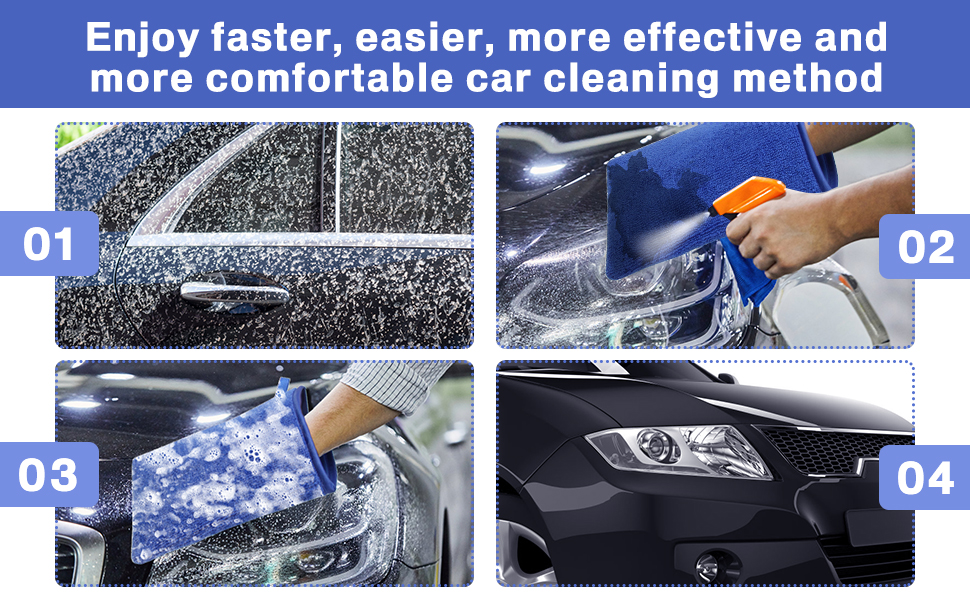 Enjoy faster, easier, more effective and
more comfortable car cleaning method
01
02
03
04